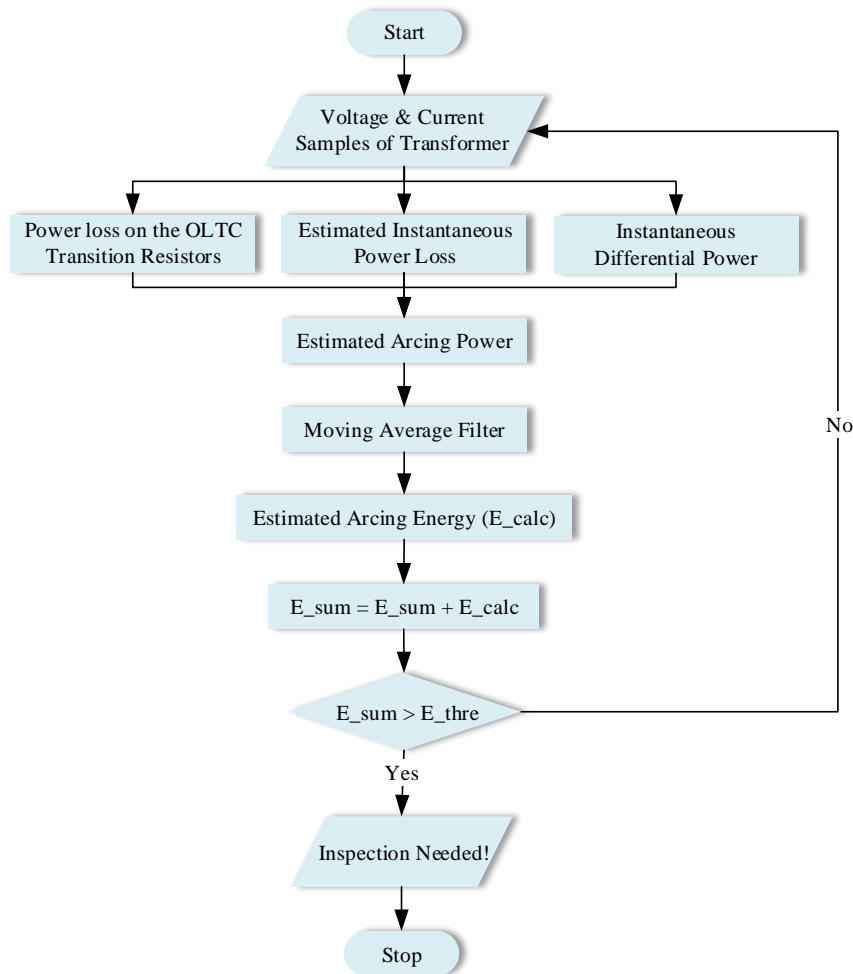 Start
Voltage & Current
Samples of Transformer
Power loss on the OLTC
Transition Resistors
Estimated Instantaneous
Power Loss
Instantaneous
Differential Power
Estimated Arcing Power
Moving Average Filter
No
Estimated Arcing Energy (E_calc)
E_sum = E_sum + E_calc
E_sum > E_thre
Yes
Inspection Needed!
Stop